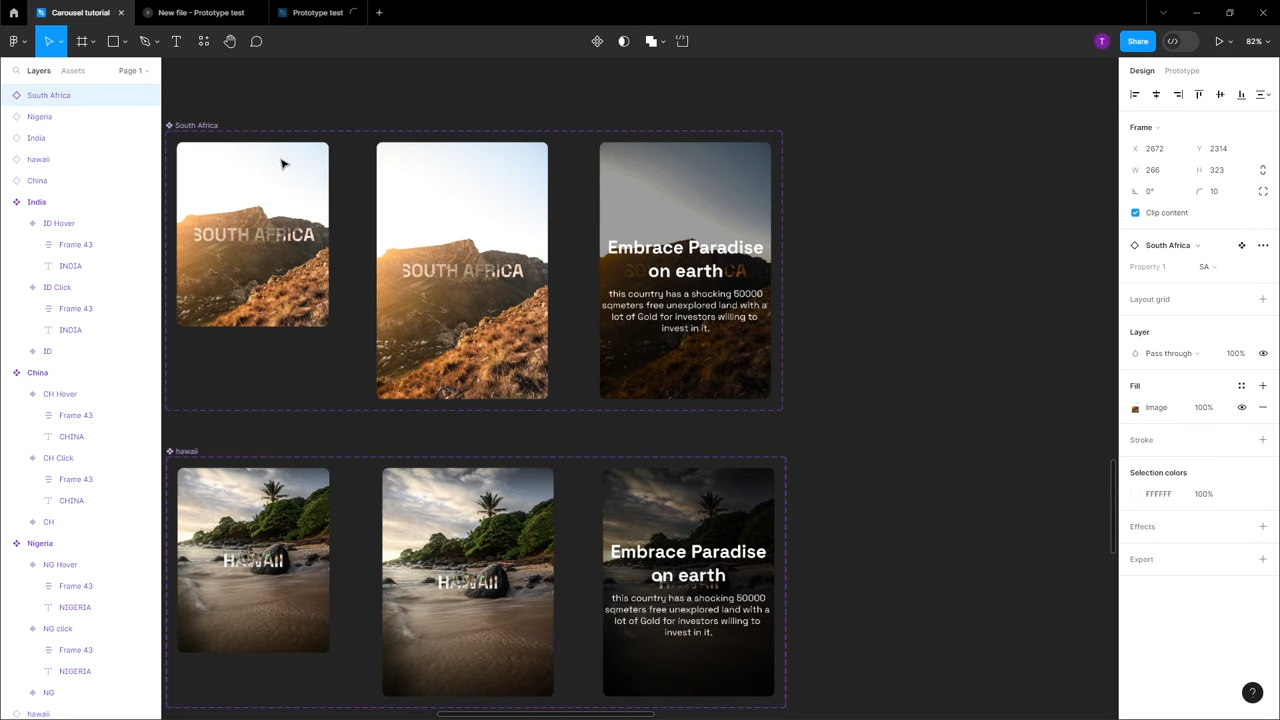 Carousel tutorial
New file - Prototype test
Prototype test
Share
82%
T
Layers
Assets
Page 1
South Africa
Nigeria
India
hawaii
China
India
ID Hover
Frame 43
INDIA
ID Click
Frame 43
INDIA
ID
China
CH Hover
Frame 43
CHINA
CH Click
Frame 43
CHINA
CH
Nigeria
NG Hover
Frame 43
NIGERIA
NG click
Frame 43
NIGERIA
NG
hawaii
South Africa
SOUTH AFRICA
SOUTH AFRICA
Embrace Paradise
on earth
this country has a shocking 50000
sqmeters free unexplored land with a
lot of Gold for investors willing to
invest in it.
hawaii
HAWAII
HAWAII
Embrace Paradise
on earth
this country has a shocking 50000
sqmeters free unexplored land with a
lot of Gold for investors willing to
invest in it.
Design
Prototype
Frame
X 2672
Y 2314
W 266
H 323
0°
10
Clip content
South Africa
Property 1
SA
Layout grid
Layer
Pass through
100%
Fill
Image
100%
Stroke
Selection colors
FFFFFF
100%
Effects
Export
?